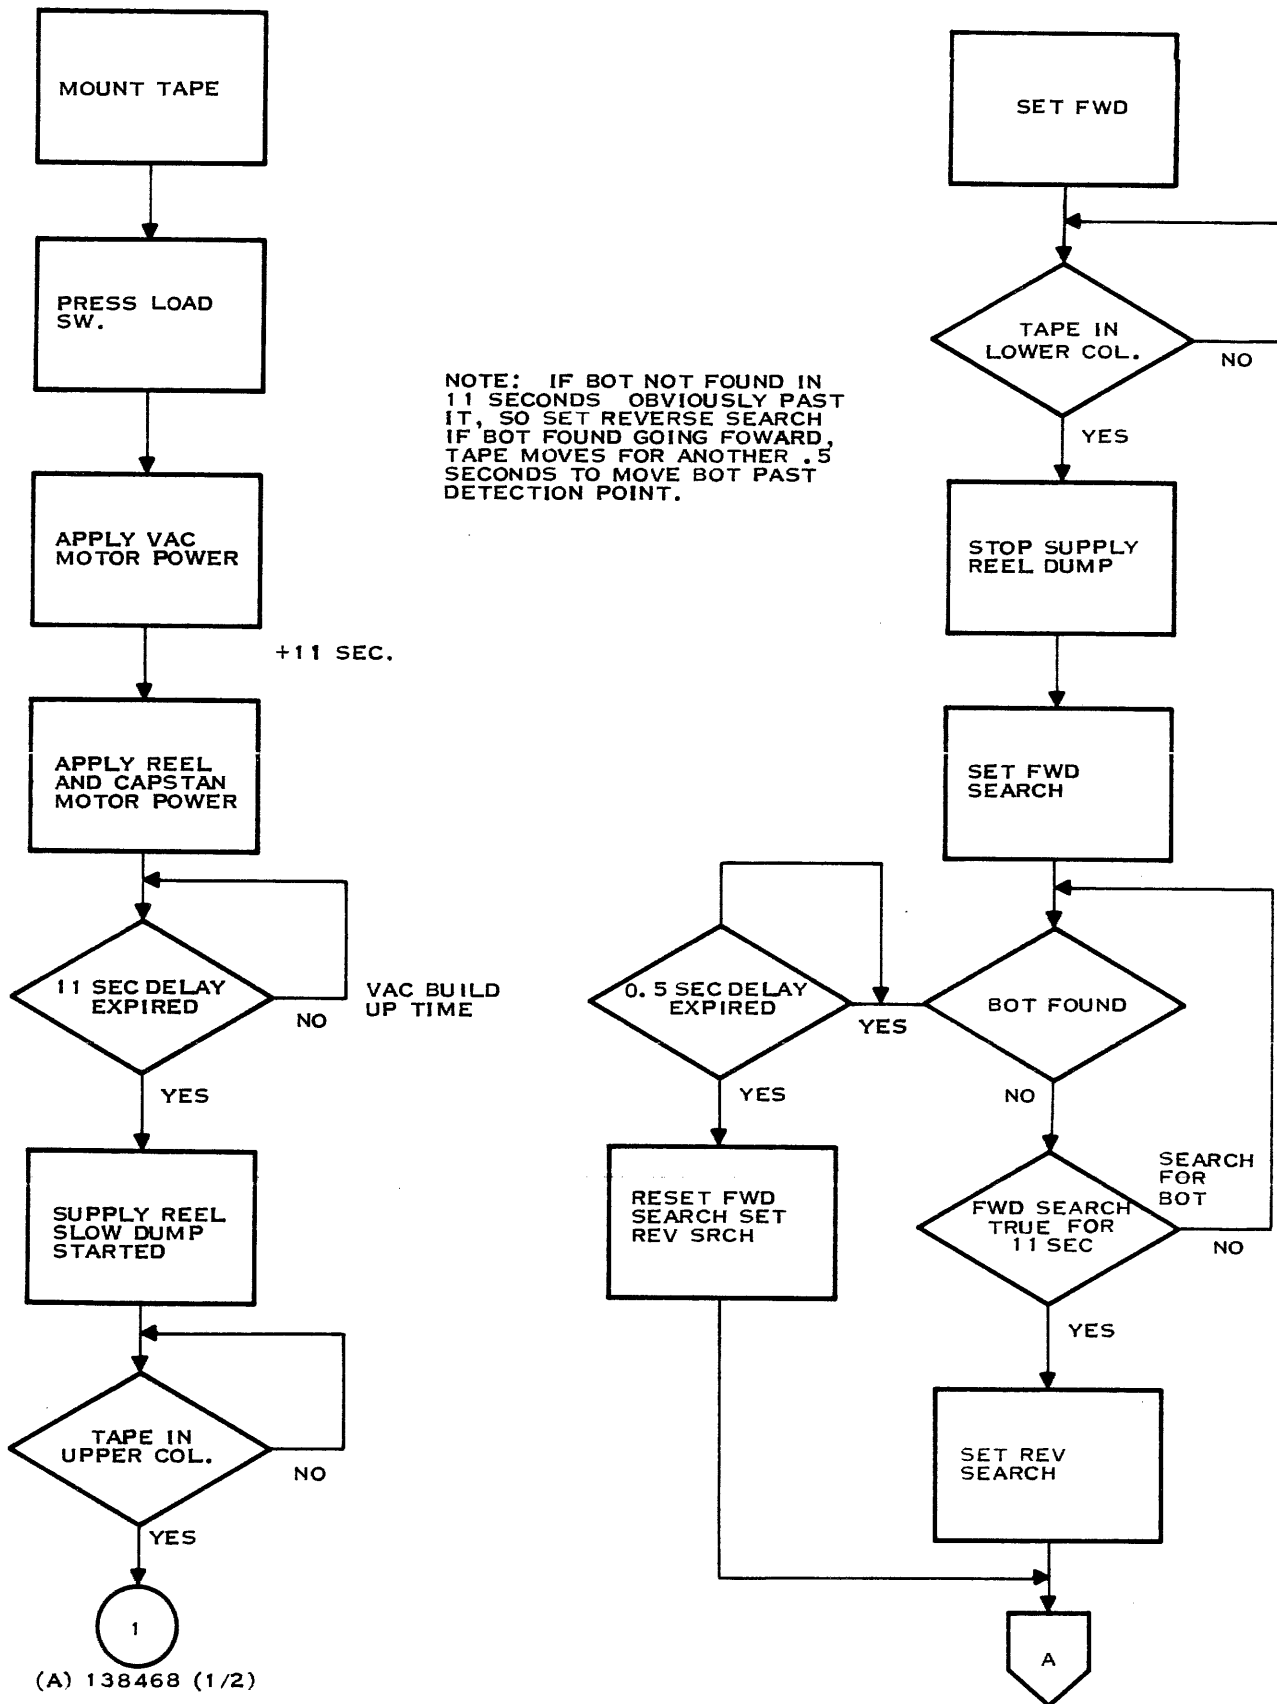 MOUNT TAPE
PRESS LOAD
SW.
APPLY VAC
MOTOR POWER
+11 SEC.
APPLY REEL
AND CAPSTAN
MOTOR POWER
11 SEC DELAY
EXPIRED
NO
VAC BUILD
UP TIME
YES
SUPPLY REEL
SLOW DUMP
STARTED
TAPE IN
UPPER COL.
NO
YES
1
(A) 138468 (1/2)
NOTE: IF BOT NOT FOUND IN
11 SECONDS OBVIOUSLY PAST
IT, SO SET REVERSE SEARCH
IF BOT FOUND GOING FOWARD,
TAPE MOVES FOR ANOTHER .5
SECONDS TO MOVE BOT PAST
DETECTION POINT.
SET FWD
TAPE IN
LOWER COL.
NO
YES
STOP SUPPLY
REEL DUMP
SET FWD
SEARCH
BOT FOUND
YES
0.5 SEC DELAY
EXPIRED
YES
RESET FWD
SEARCH SET
REV SRCH
NO
SEARCH
FOR
BOT
FWD SEARCH
TRUE FOR
11 SEC
NO
YES
SET REV
SEARCH
A